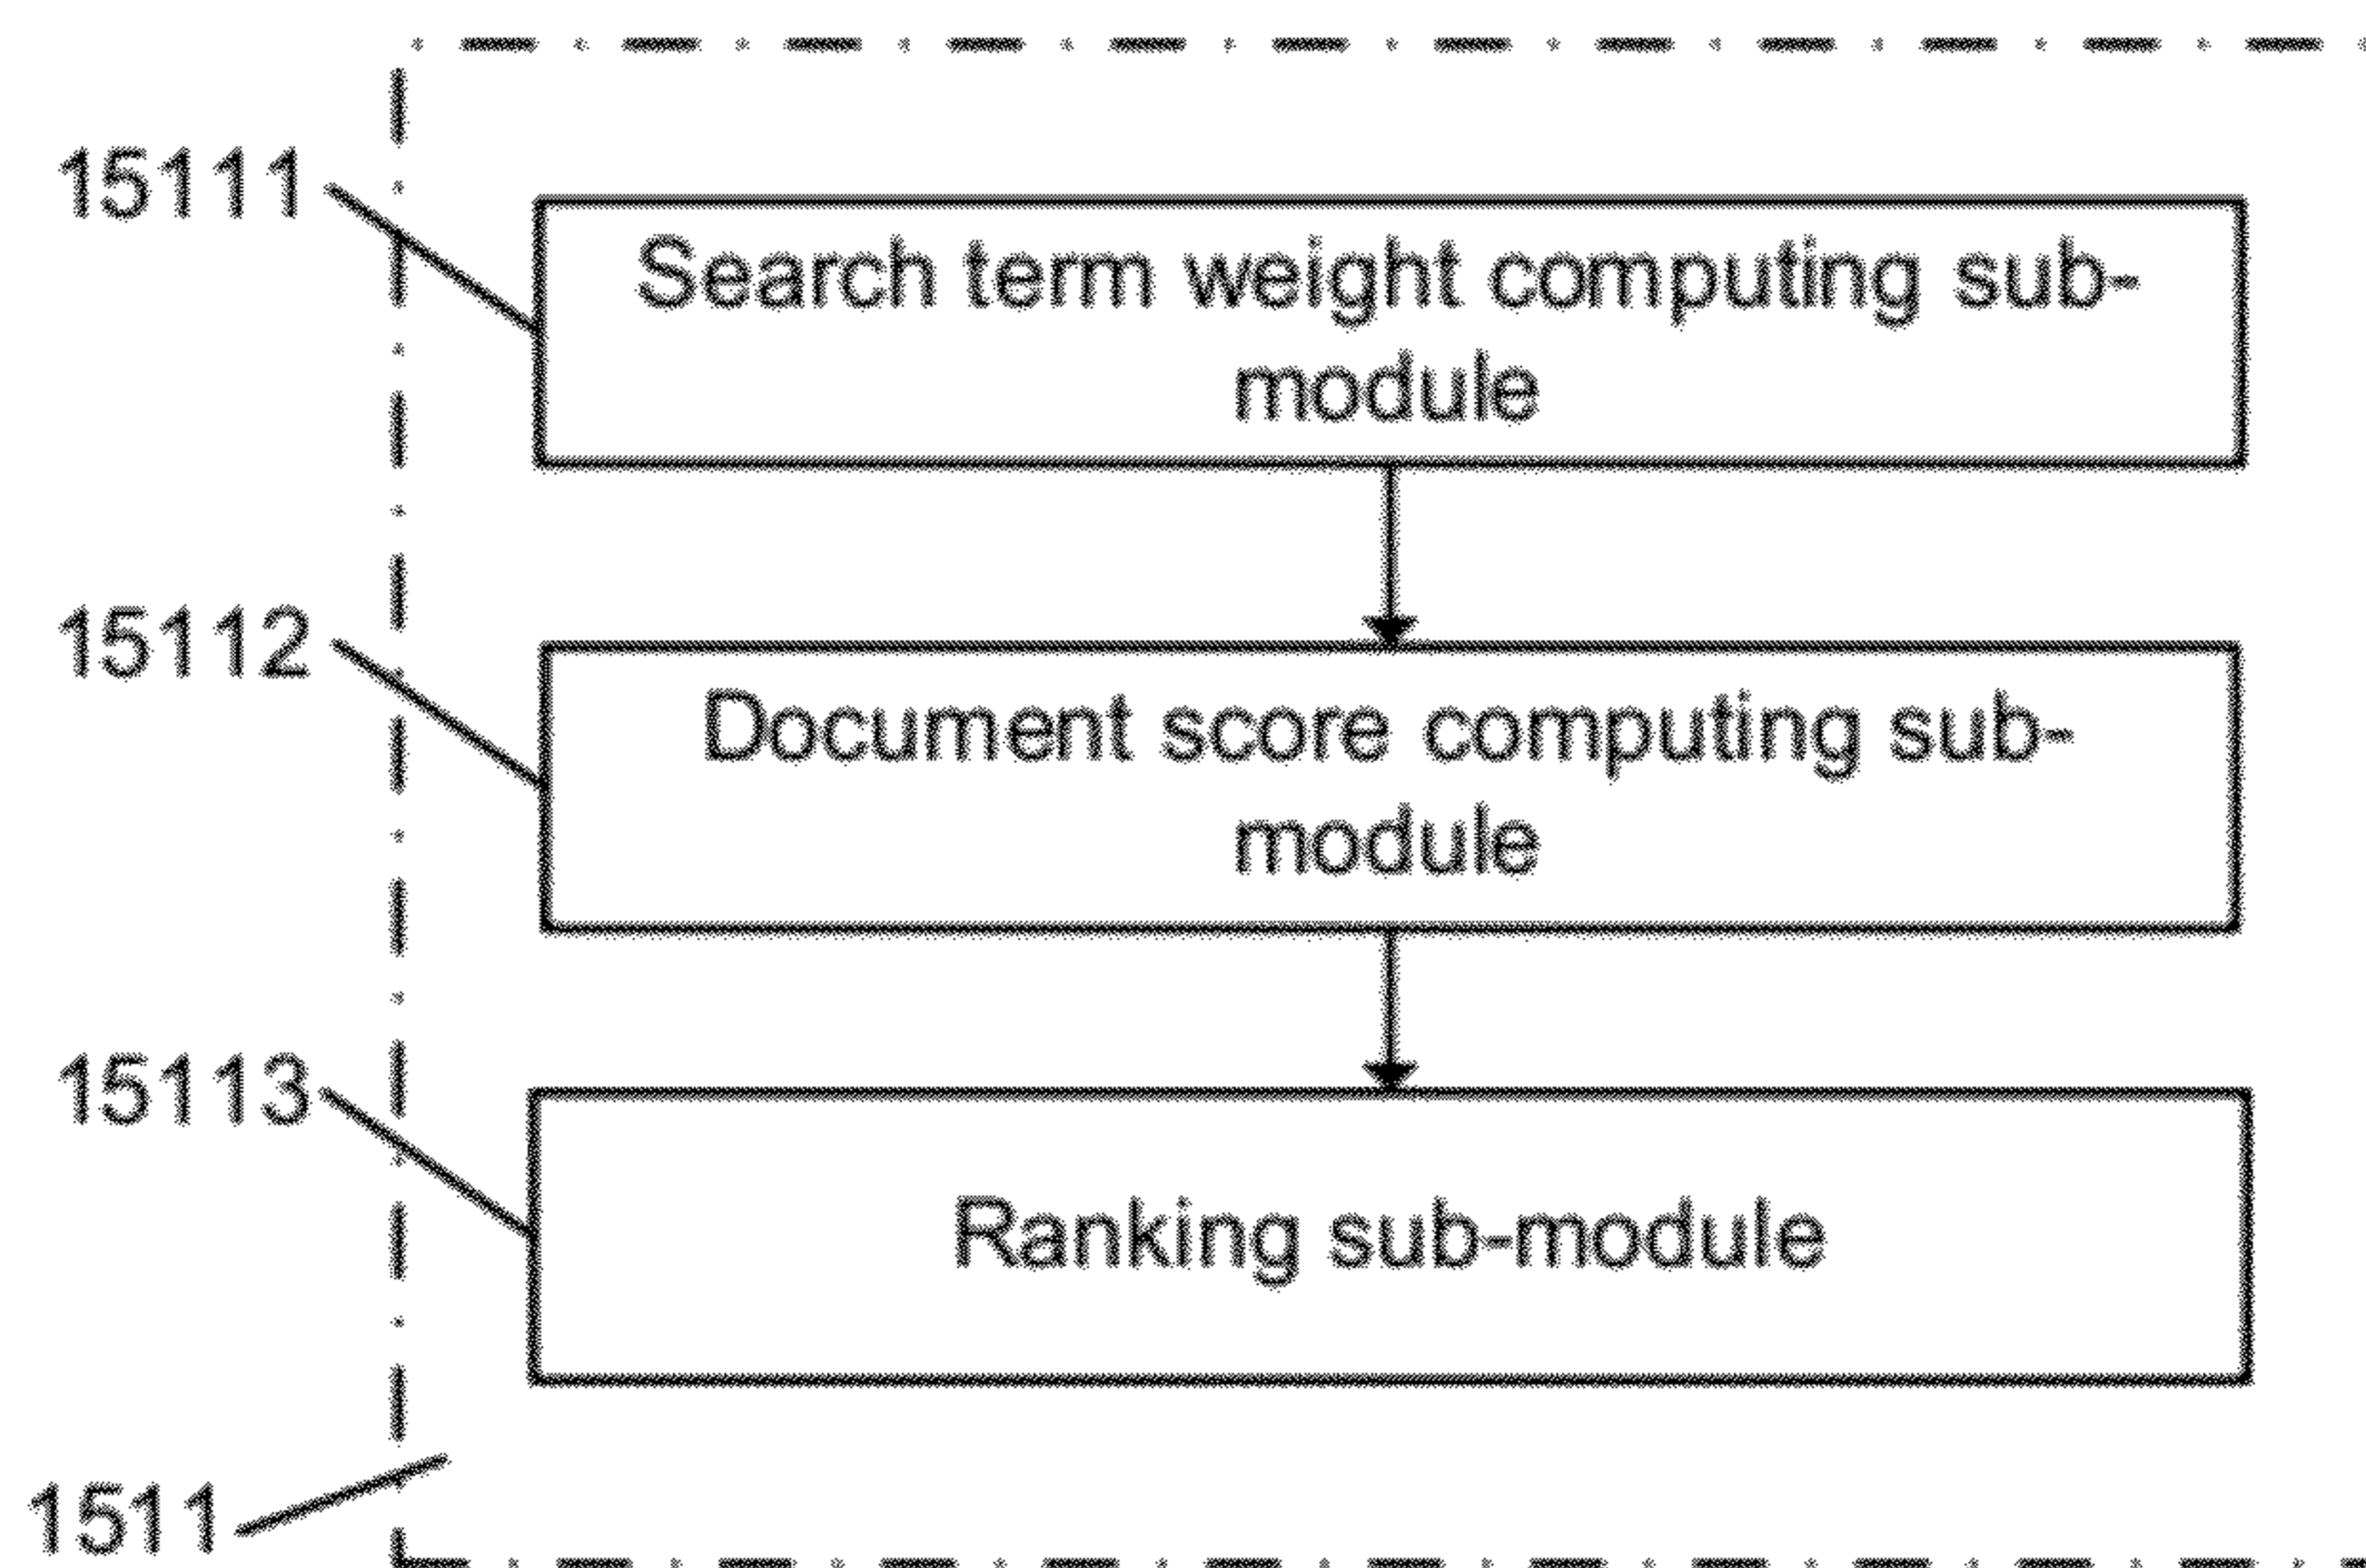 15111
Search term weight computing sub-
module
15112
Document score computing sub-
module
15113
Ranking sub-module
1511